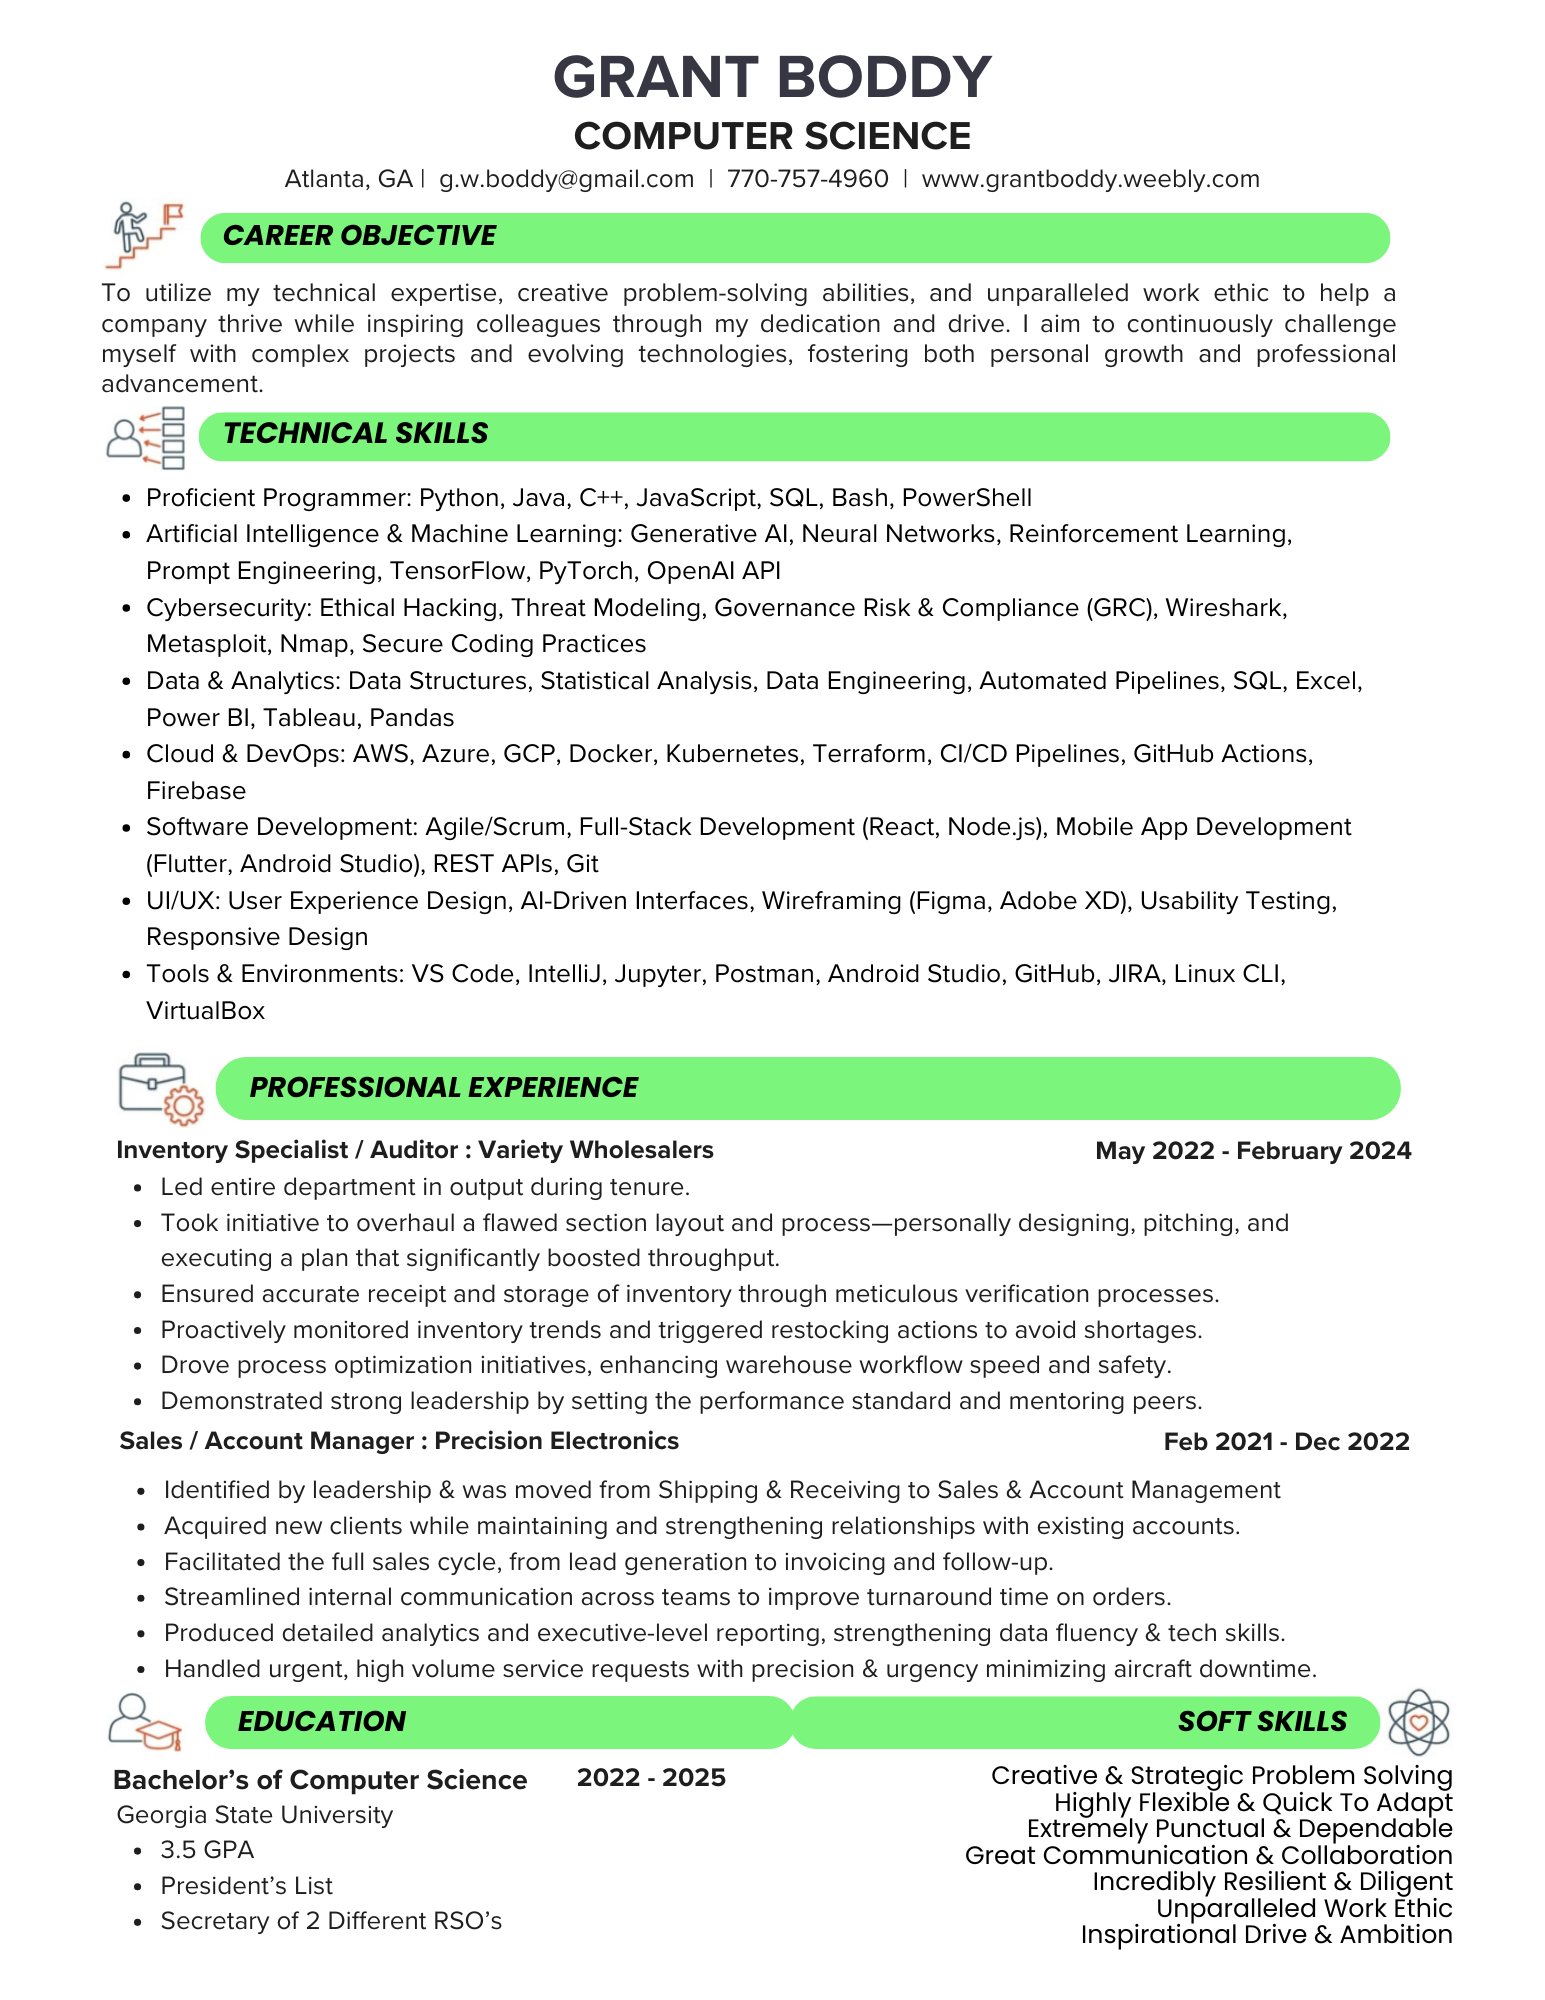 GRANT BODDY
COMPUTER SCIENCE
Atlanta, GA | g.w.boddy@gmail.com | 770-757-4960 | www.grantboddy.weebly.com
CAREER OBJECTIVE
To utilize my technical expertise, creative problem-solving abilities, and unparalleled work ethic to help a
company thrive while inspiring colleagues through my dedication and drive. I aim to continuously challenge
myself with complex projects and evolving technologies, fostering both personal growth and professional
advancement.
TECHNICAL SKILLS
• Proficient Programmer: Python, Java, C++, JavaScript, SQL, Bash, PowerShell
• Artificial Intelligence & Machine Learning: Generative AI, Neural Networks, Reinforcement Learning,
Prompt Engineering, TensorFlow, PyTorch, OpenAI API
• Cybersecurity: Ethical Hacking, Threat Modeling, Governance Risk & Compliance (GRC), Wireshark,
Metasploit, Nmap, Secure Coding Practices
• Data & Analytics: Data Structures, Statistical Analysis, Data Engineering, Automated Pipelines, SQL, Excel,
Power BI, Tableau, Pandas
• Cloud & DevOps: AWS, Azure, GCP, Docker, Kubernetes, Terraform, CI/CD Pipelines, GitHub Actions,
Firebase
• Software Development: Agile/Scrum, Full-Stack Development (React, Node.js), Mobile App Development
(Flutter, Android Studio), REST APIs, Git
• UI/UX: User Experience Design, AI-Driven Interfaces, Wireframing (Figma, Adobe XD), Usability Testing,
Responsive Design
• Tools & Environments: VS Code, IntelliJ, Jupyter, Postman, Android Studio, GitHub, JIRA, Linux CLI,
VirtualBox
PROFESSIONAL EXPERIENCE
Inventory Specialist / Auditor : Variety Wholesalers May 2022 - February 2024
• Led entire department in output during tenure.
• Took initiative to overhaul a flawed section layout and process—personally designing, pitching, and
executing a plan that significantly boosted throughput.
• Ensured accurate receipt and storage of inventory through meticulous verification processes.
• Proactively monitored inventory trends and triggered restocking actions to avoid shortages.
• Drove process optimization initiatives, enhancing warehouse workflow speed and safety.
• Demonstrated strong leadership by setting the performance standard and mentoring peers.
Sales / Account Manager : Precision Electronics Feb 2021 - Dec 2022
• Identified by leadership & was moved from Shipping & Receiving to Sales & Account Management
• Acquired new clients while maintaining and strengthening relationships with existing accounts.
• Facilitated the full sales cycle, from lead generation to invoicing and follow-up.
• Streamlined internal communication across teams to improve turnaround time on orders.
• Produced detailed analytics and executive-level reporting, strengthening data fluency & tech skills.
• Handled urgent, high volume service requests with precision & urgency minimizing aircraft downtime.
EDUCATION
Bachelor's of Computer Science 2022 - 2025
Georgia State University
• 3.5 GPA
• President's List
• Secretary of 2 Different RSO's
SOFT SKILLS
Creative & Strategic Problem Solving
Highly Flexible & Quick To Adapt
Extremely Punctual & Dependable
Great Communication & Collaboration
Incredibly Resilient & Diligent
Unparalleled Work Ethic
Inspirational Drive & Ambition